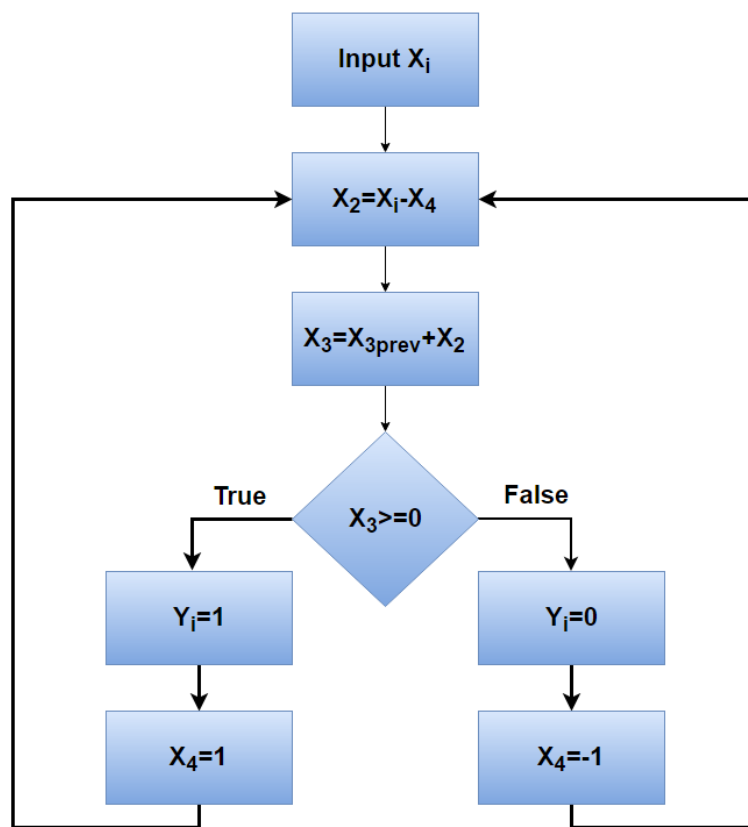 Input Xi
X2=Xi-X4
X3=X3prev+X2
True
False
X3>=0
Yi=1
Yi=0
X4=1
X4=-1